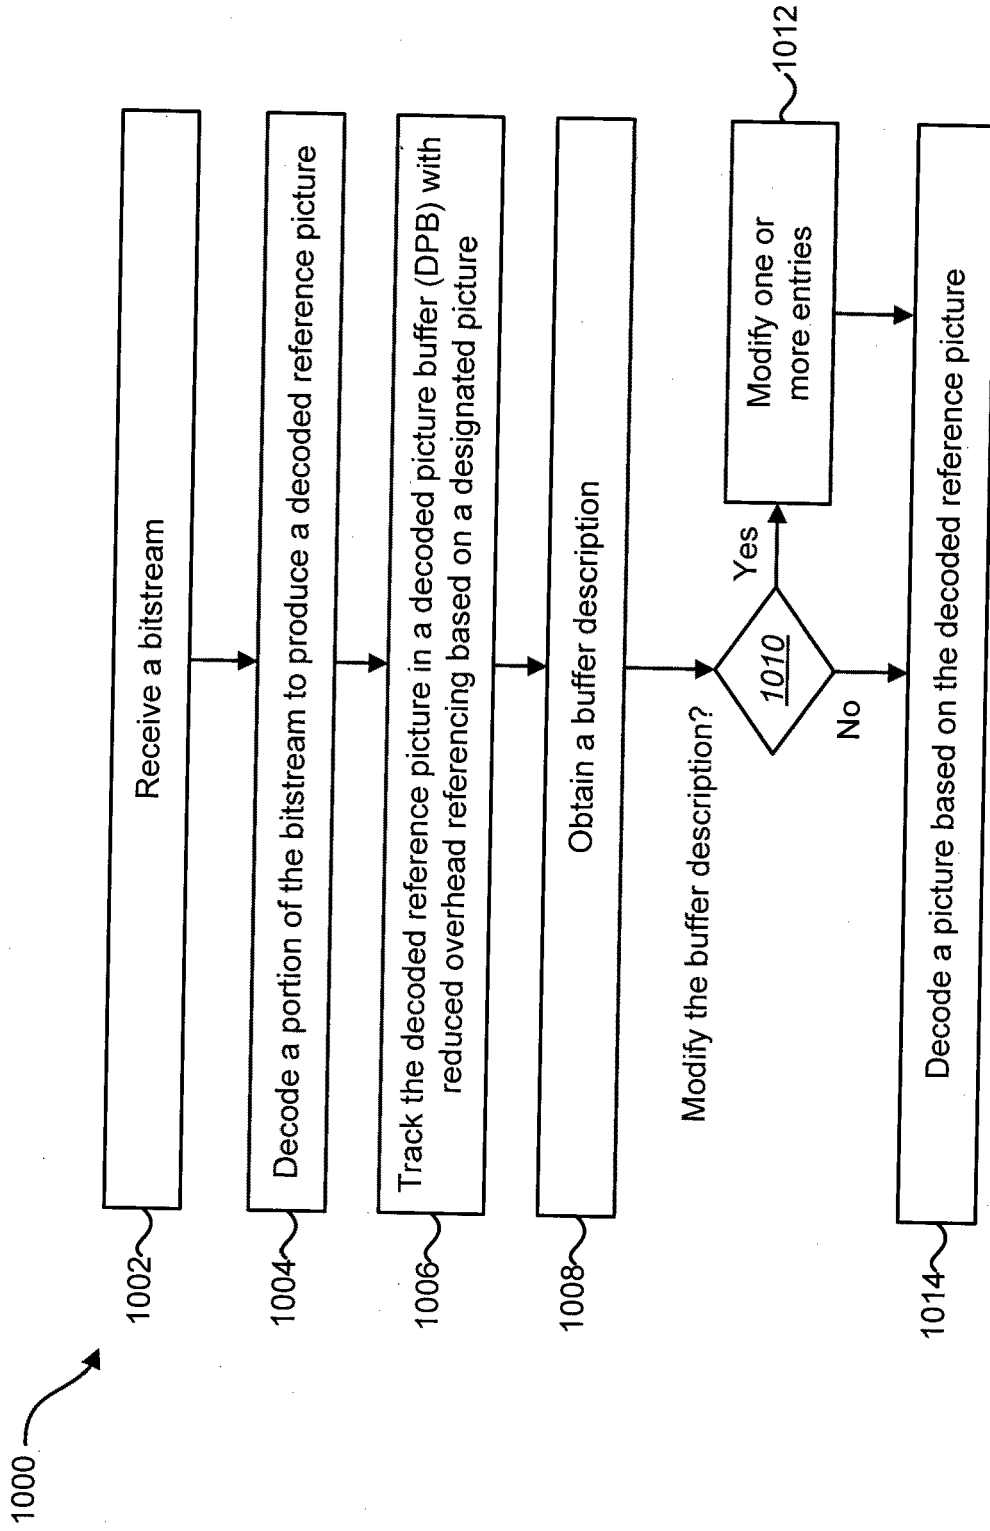 1000
1002
Receive a bitstream
1004
Decode a portion of the bitstream to produce a decoded reference picture
1006
Track the decoded reference picture in a decoded picture buffer (DPB) with
reduced overhead referencing based on a designated picture
1008
Obtain a buffer description
Modify the buffer description?
1010
Yes
No
Modify one or
more entries
1012
1014
Decode a picture based on the decoded reference picture